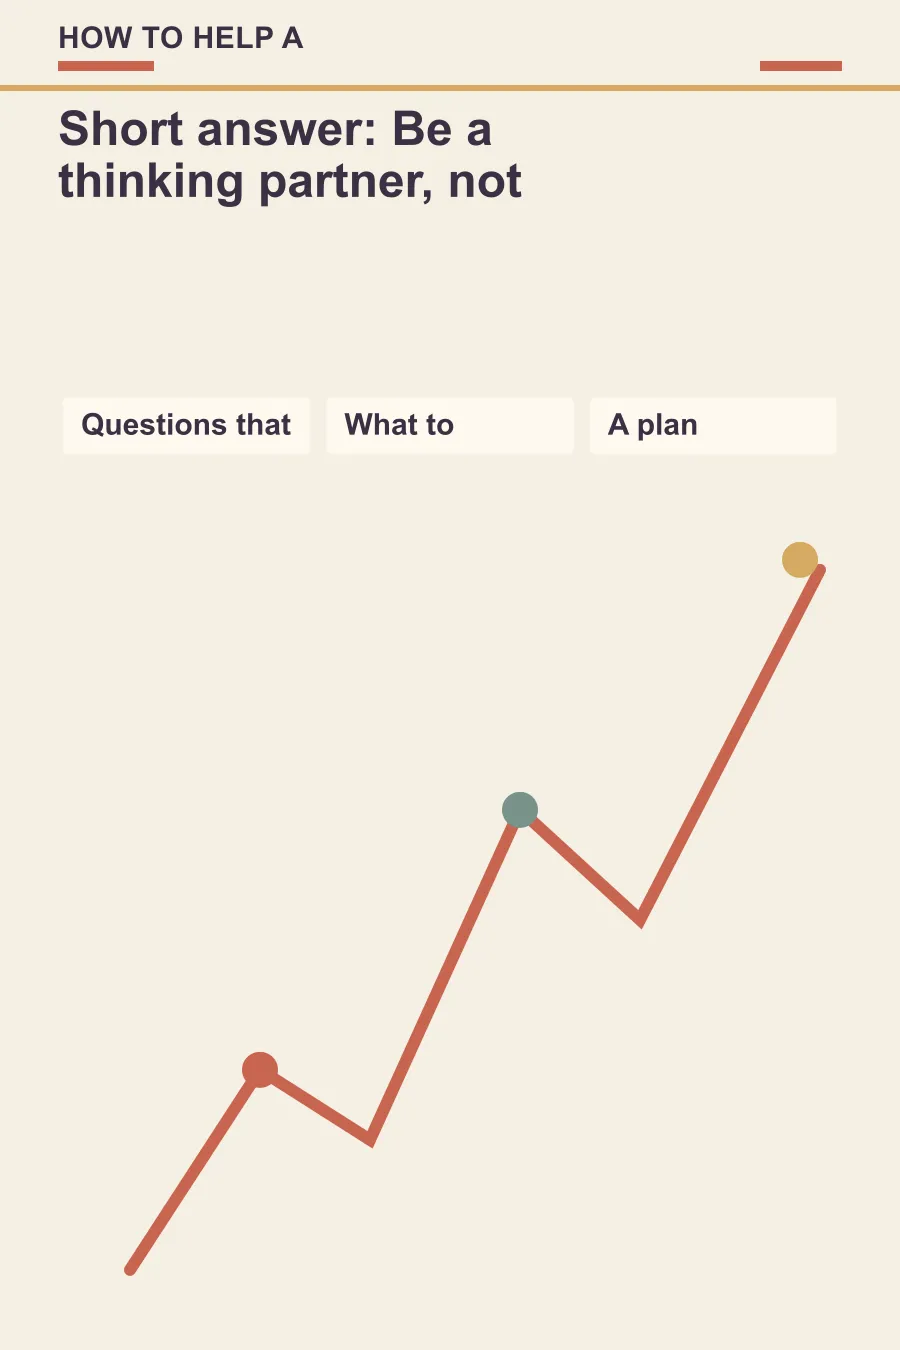 HOW TO HELP A
Short answer: Be a
thinking partner, not
Questions that
What to
A plan